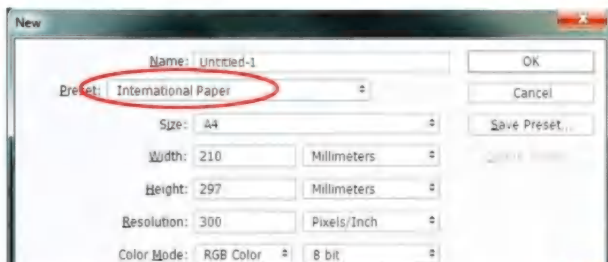 New
Name: Untitled-1 OK
Preset: International Paper Cancel
Size: A4 Save Preset...
Width: 210 Millimeters
Height: 297 Millimeters
Resolution: 300 Pixels/Inch
Color Mode: RGB Color 8 bit